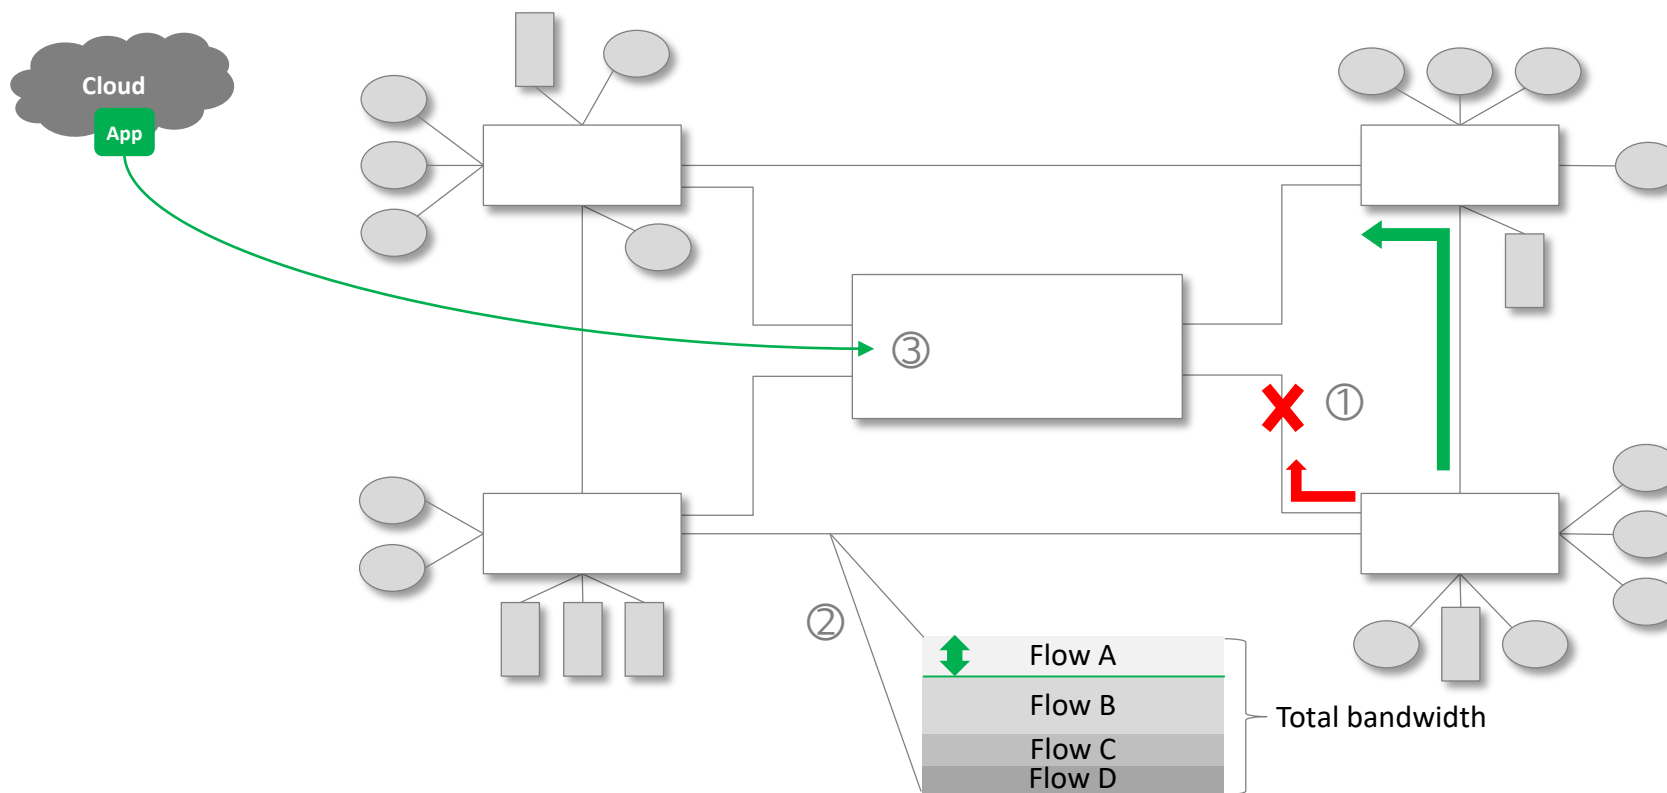 Cloud
App
③
①
②
Flow A
Flow B
Flow C
Flow D
Total bandwidth